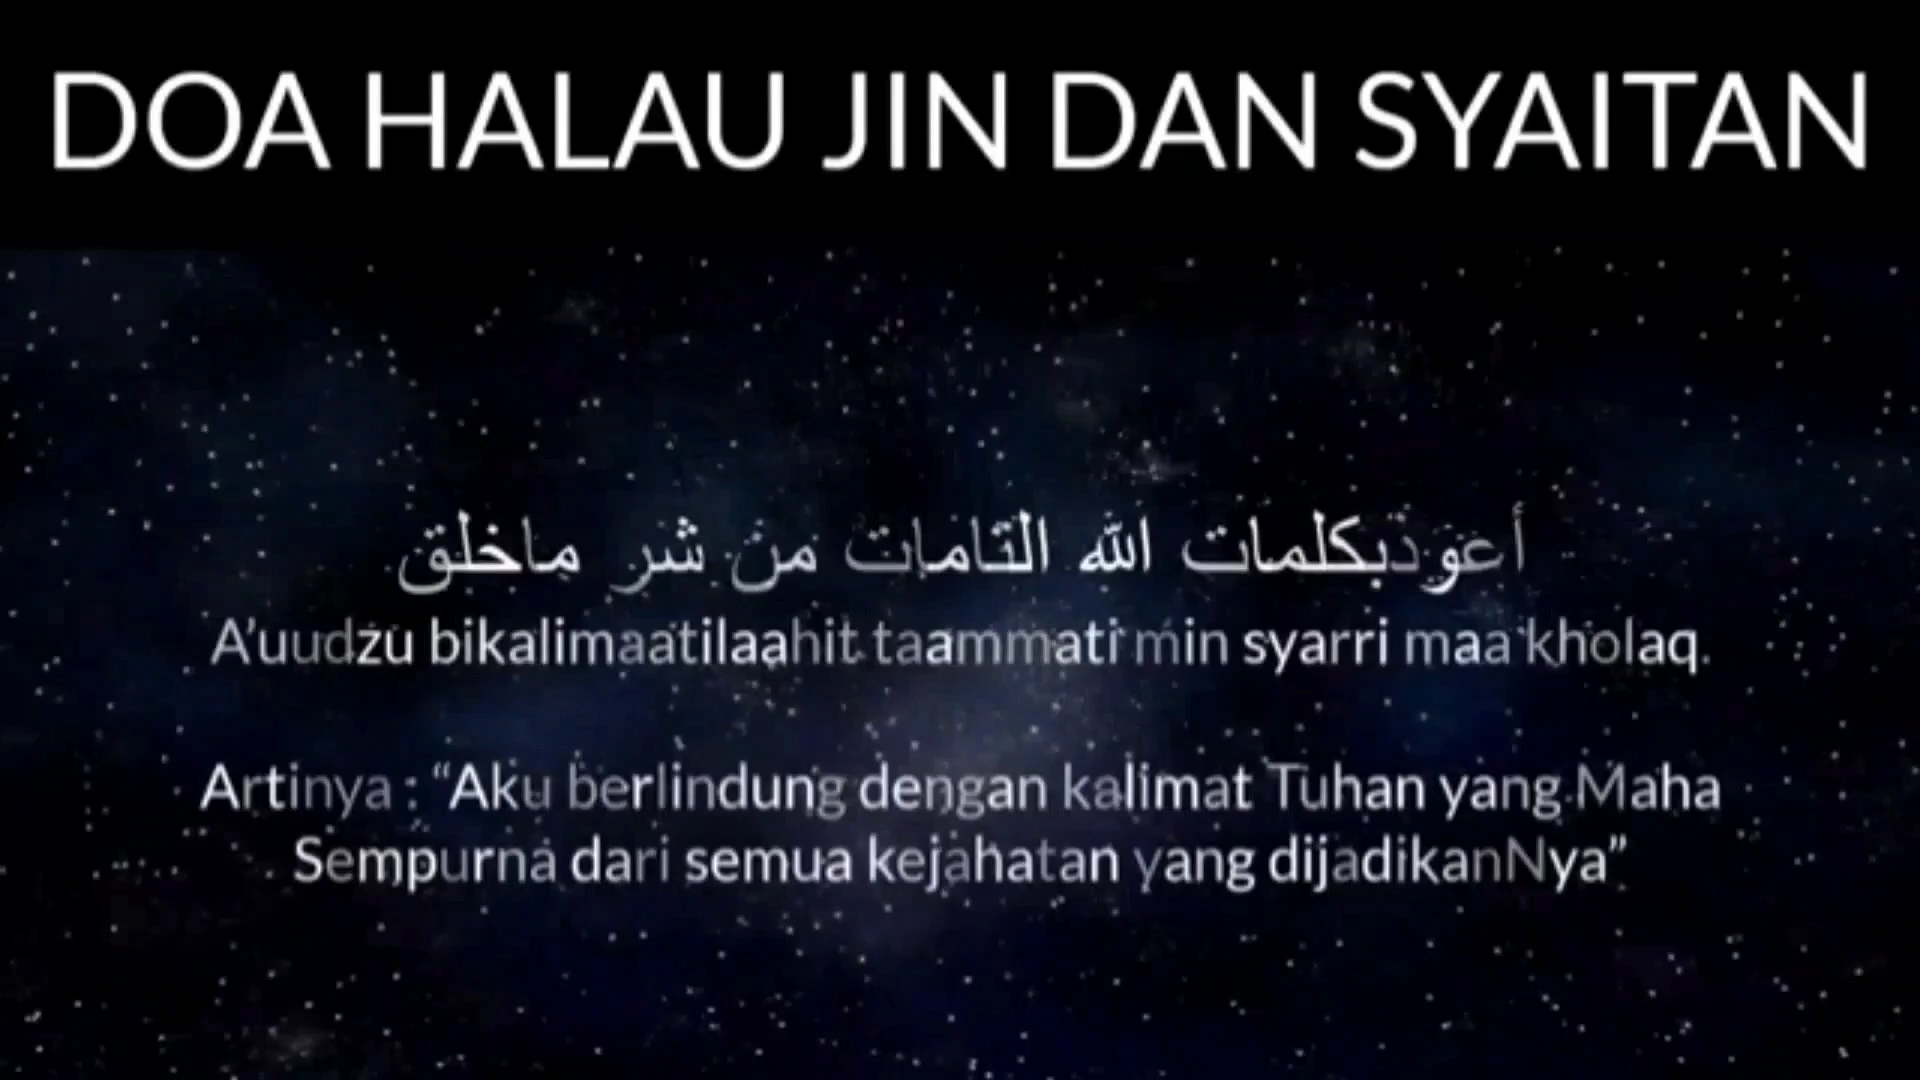 DOA HALAU JIN DAN SYAITAN
أعوذبكلمات الله التامات من شر ماخلق
A’uudzu bikalimaatilaahit taammati min syarri maa kholaq.
Artinya : “Aku berlindung dengan kalimat Tuhan yang Maha
Sempurna dari semua kejahatan yang dijadikanNya”